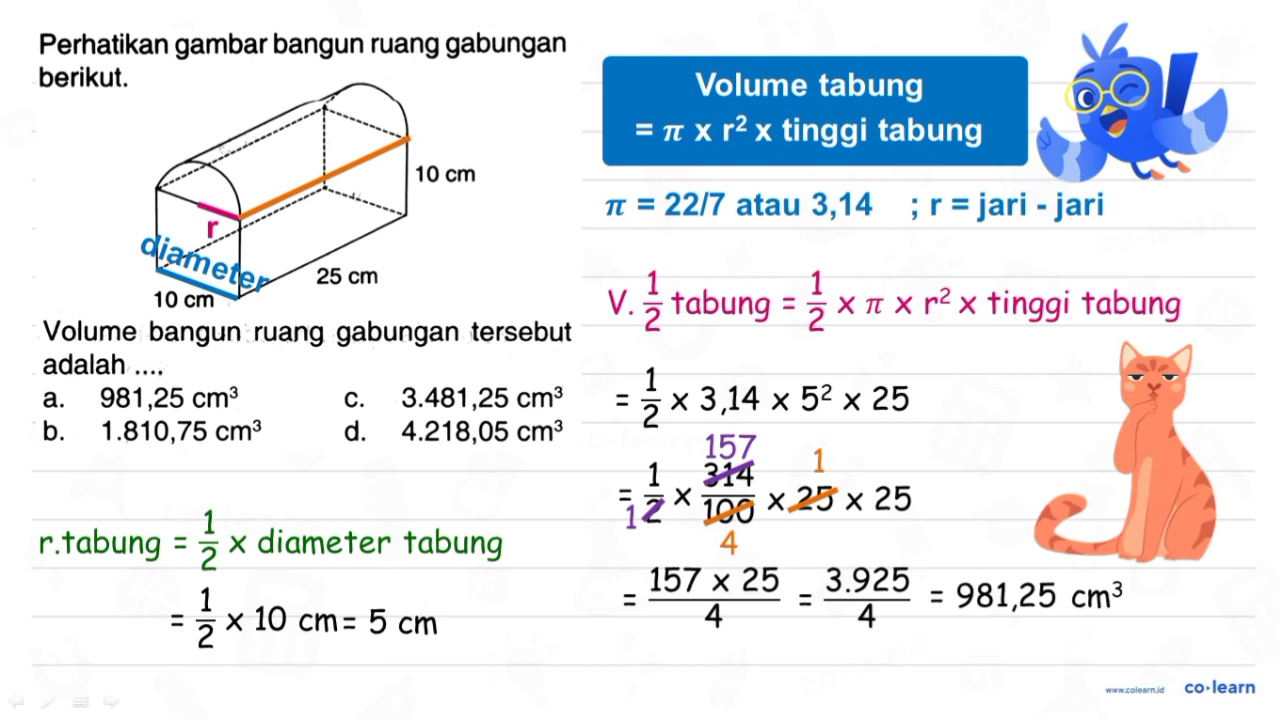 Perhatikan gambar bangun ruang gabungan
berikut.
10 cm
r
diameter
25 cm
10 cm
Volume bangun ruang gabungan tersebut
adalah ....
a. 981,25 cm³ c. 3.481,25 cm³
b. 1.810,75 cm³ d. 4.218,05 cm³
r.tabung = 1/2 x diameter tabung
= 1/2 x 10 cm = 5 cm
Volume tabung
= π x r² x tinggi tabung
π = 22/7 atau 3,14 ; r = jari - jari
V. 1/2 tabung = 1/2 x π x r² x tinggi tabung
= 1/2 x 3,14 x 5² x 25
157 1
= 1/2 x 314/100 x 25 x 25
1 4
= 157 x 25/4 = 3.925/4 = 981,25 cm³
www.colearn.id co·learn